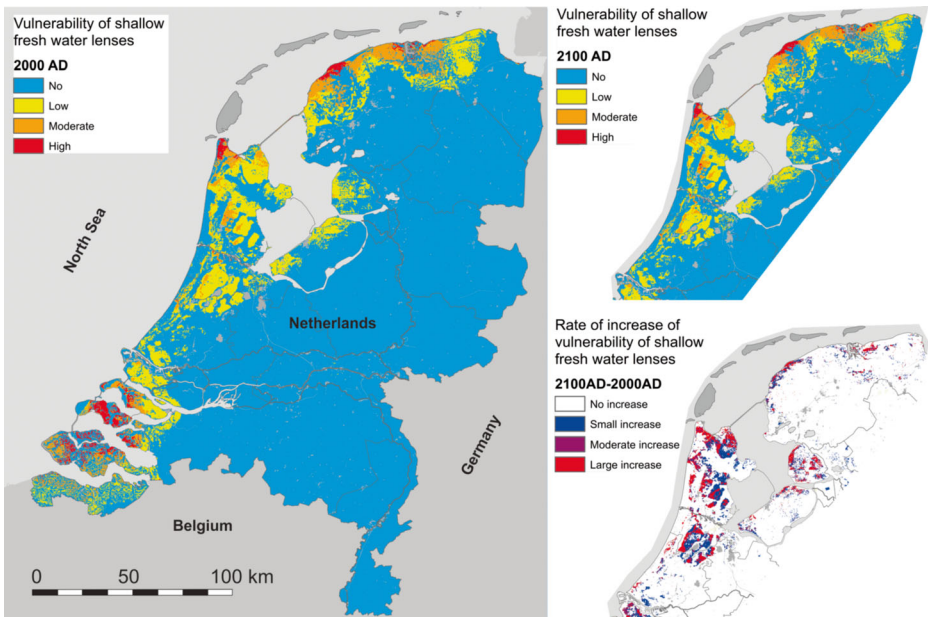 Vulnerability of shallow
fresh water lenses
2000 AD
No
Low
Moderate
High
North Sea
Netherlands
Germany
Belgium
0 50 100 km
Vulnerability of shallow
fresh water lenses
2100 AD
No
Low
Moderate
High
Rate of increase of
vulnerability of shallow
fresh water lenses
2100AD-2000AD
No increase
Small increase
Moderate increase
Large increase